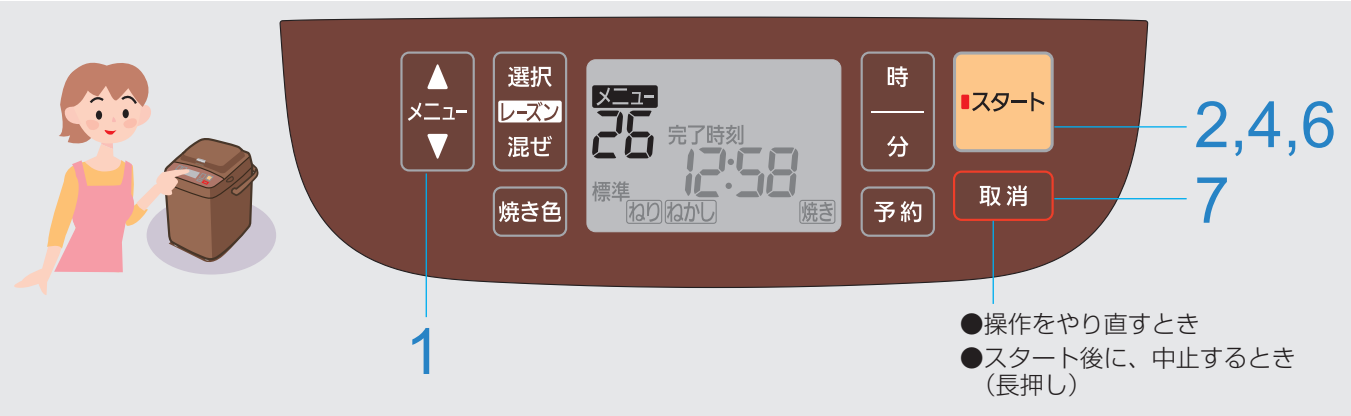 ▲
メニュー
▼
選択
レーズン
混ぜ
焼き色
メニュー
26
完了時刻
12:58
標準
ねり ねかし 焼き
時
分
予約
スタート
取消
1
2,4,6
7
●操作をやり直すとき
●スタート後に、中止するとき
（長押し）